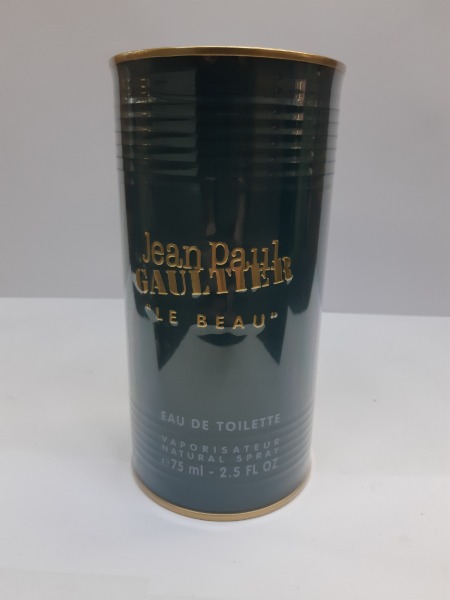 Jean Paul
GAULTIER
"LE BEAU"
EAU DE TOILETTE
VAPORISATEUR
NATURAL SPRAY
℮75 ml - 2.5 FL OZ